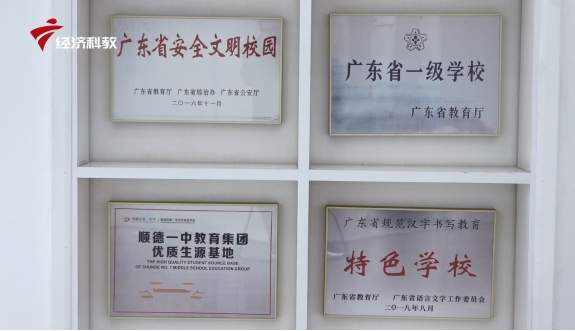 经济科教
广东省安全文明校园
广东省教育厅 广东省综治办 广东省公安厅
二〇一六年十一月
广东省一级学校
广东省教育厅
顺德一中教育集团
优质生源基地
THE HIGH QUALITY STUDENT SOURCE BASE
OF SHUNDE NO. 1 MIDDLE SCHOOL EDUCATION GROUP
广东省规范汉字书写教育
特色学校
广东省教育厅 广东省语言文字工作委员会
二〇一八年八月